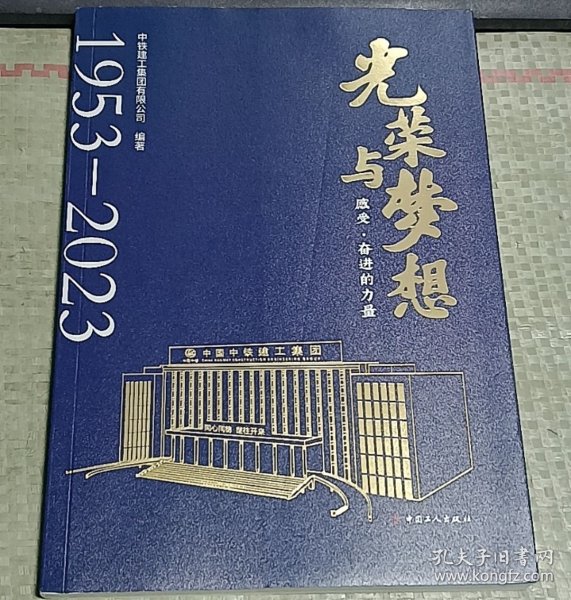 光荣与梦想
感受·奋进的力量
中铁建工集团有限公司 编著
1953-2023
中国中铁建工集团
同心同德 继往开来
中国工人出版社
孔夫子旧书网
www.kongfz.com